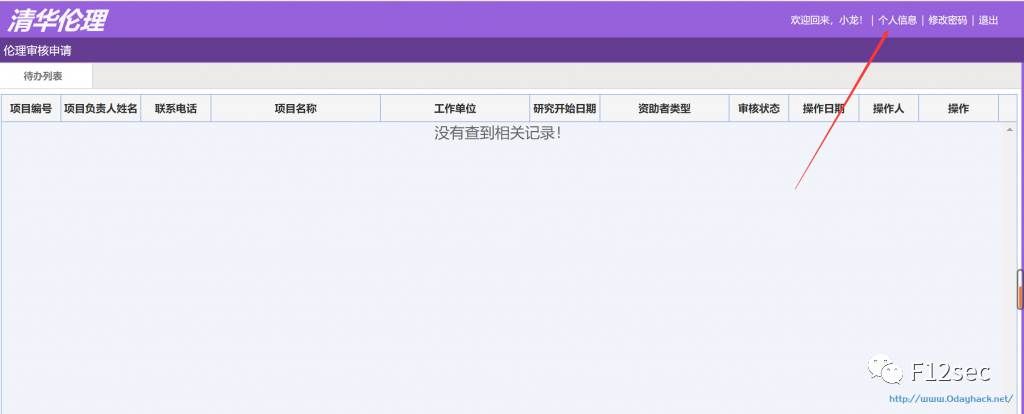 清华伦理
欢迎回来，小龙！ | 个人信息 | 修改密码 | 退出
伦理审核申请
待办列表
项目编号 项目负责人姓名 联系电话 项目名称 工作单位 研究开始日期 资助者类型 审核状态 操作日期 操作人 操作
没有查到相关记录！
F12sec
http://www.0dayhack.net/